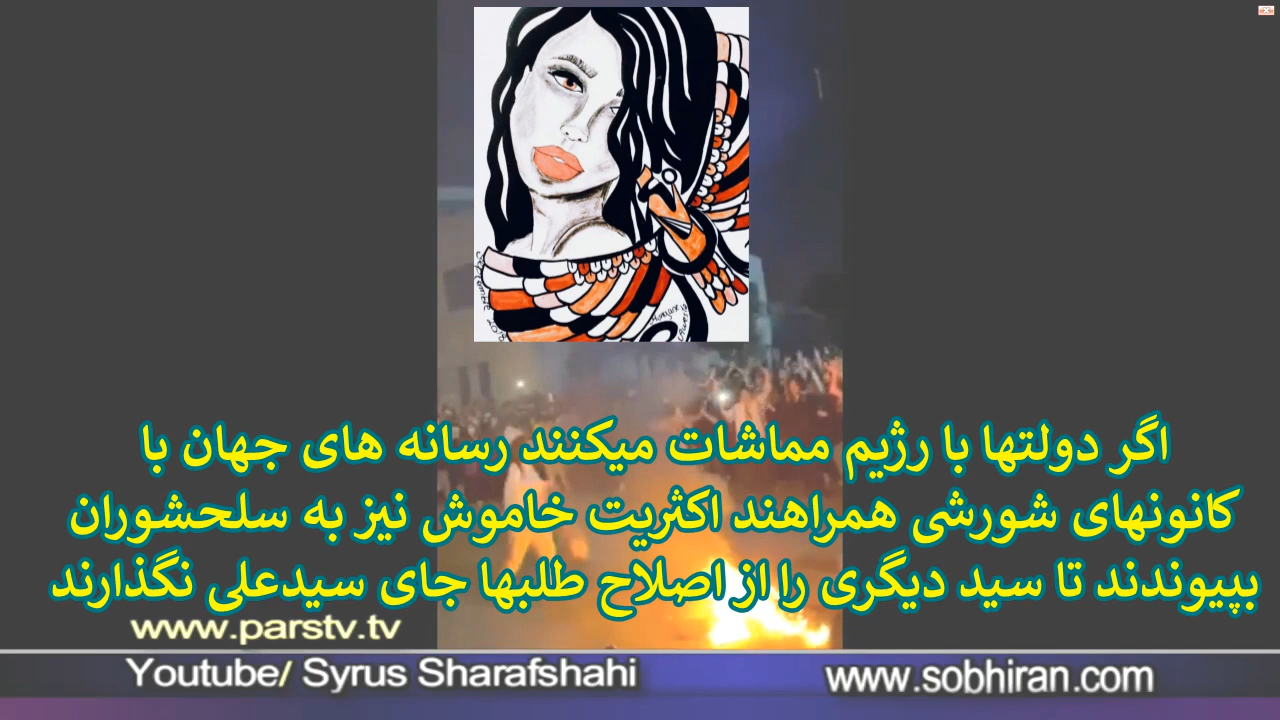 اگر دولتها با رژیم مماشات میکنند رسانه های جهان با
کانونهای شورشی همراهند اکثریت خاموش نیز به سلحشوران
بپیوندند تا سید دیگری را از اصلاح طلبها جای سیدعلی نگذارند
www.parstv.tv
Youtube/ Syrus Sharafshahi
www.sobhiran.com